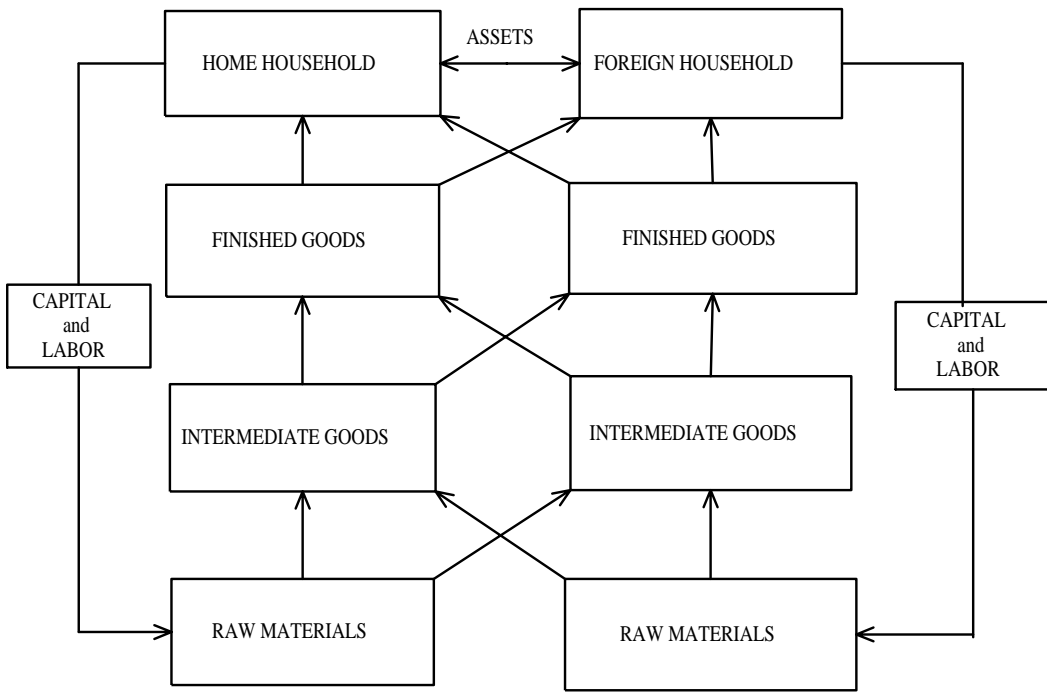 ASSETS
HOME HOUSEHOLD
FOREIGN HOUSEHOLD
FINISHED GOODS
FINISHED GOODS
CAPITAL
and
LABOR
CAPITAL
and
LABOR
INTERMEDIATE GOODS
INTERMEDIATE GOODS
RAW MATERIALS
RAW MATERIALS